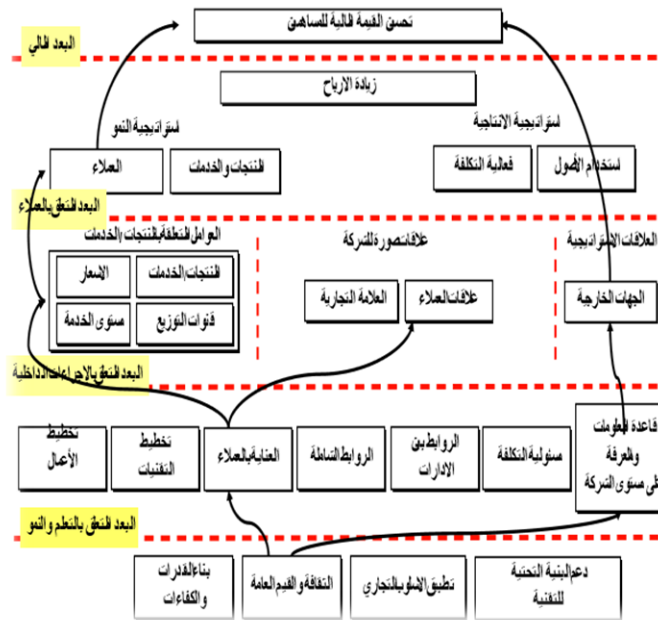 تحسن القيمة المالية للمساهمين
البعد المالي
زيادة الارباح
استراتيجية النمو
استراتيجية الانتاجية
العملاء
المنتجات والخدمات
فعالية التكلفة
استخدام الأصول
البعد المتعلق بالعملاء
العوامل المتعلقة بالمنتجات/الخدمات
علاقات صورة للشركة
العلاقات الاستراتيجية
الاسعار
المنتجات/الخدمات
مستوى الخدمة
قنوات التوزيع
العلامة التجارية
علاقات العملاء
الجهات الخارجية
البعد المتعلق بالاجراءات الداخلية
تخطيط
الأعمال
تخطيط
التقنيات
العناية بالعملاء
الروابط الشاملة
الروابط بين
الادارات
مسئولية التكلفة
قاعدة المعلومات
والمعرفة
على مستوى الشركة
البعد المتعلق بالتعلم والنمو
بناء القدرات
والكفاءات
الثقافة والقيم العامة
تطبيق الاسلوب التجاري
دعم البنية التحتية
للتقنية